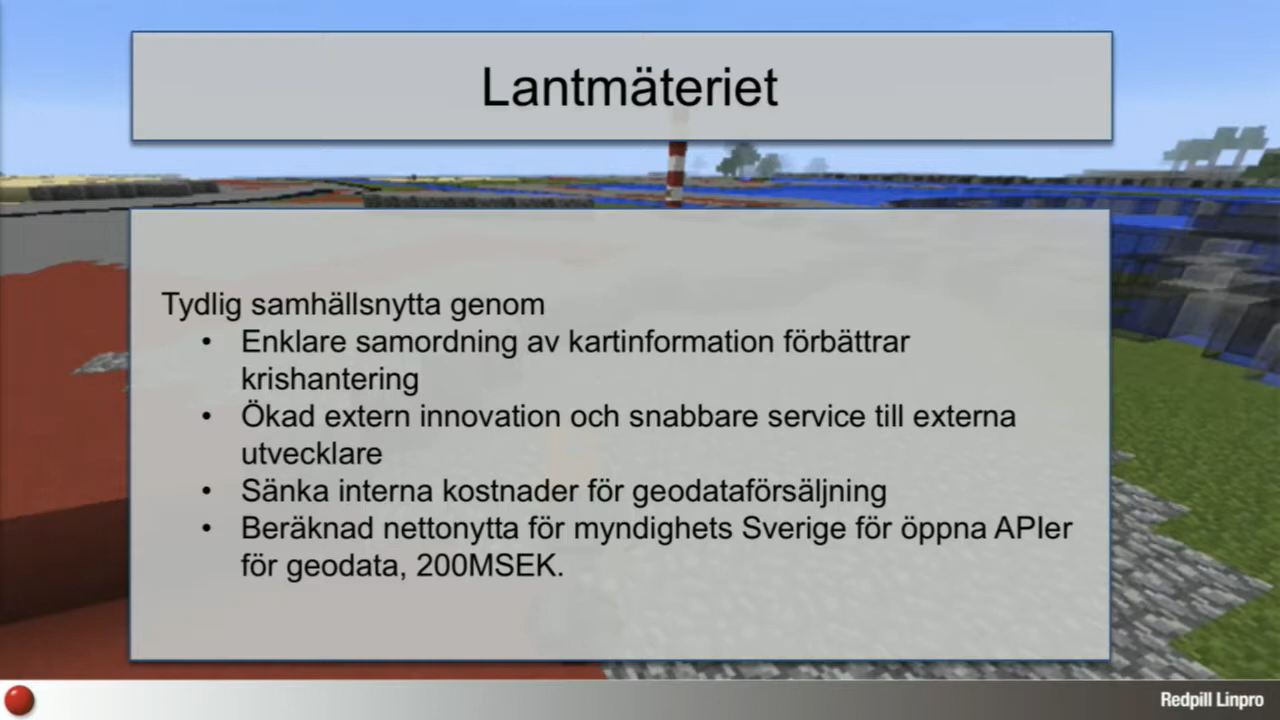 Lantmäteriet
Tydlig samhällsnytta genom
• Enklare samordning av kartinformation förbättrar
krishantering
• Ökad extern innovation och snabbare service till externa
utvecklare
• Sänka interna kostnader för geodataförsäljning
• Beräknad nettonytta för myndighets Sverige för öppna APIer
för geodata, 200MSEK.
Redpill Linpro